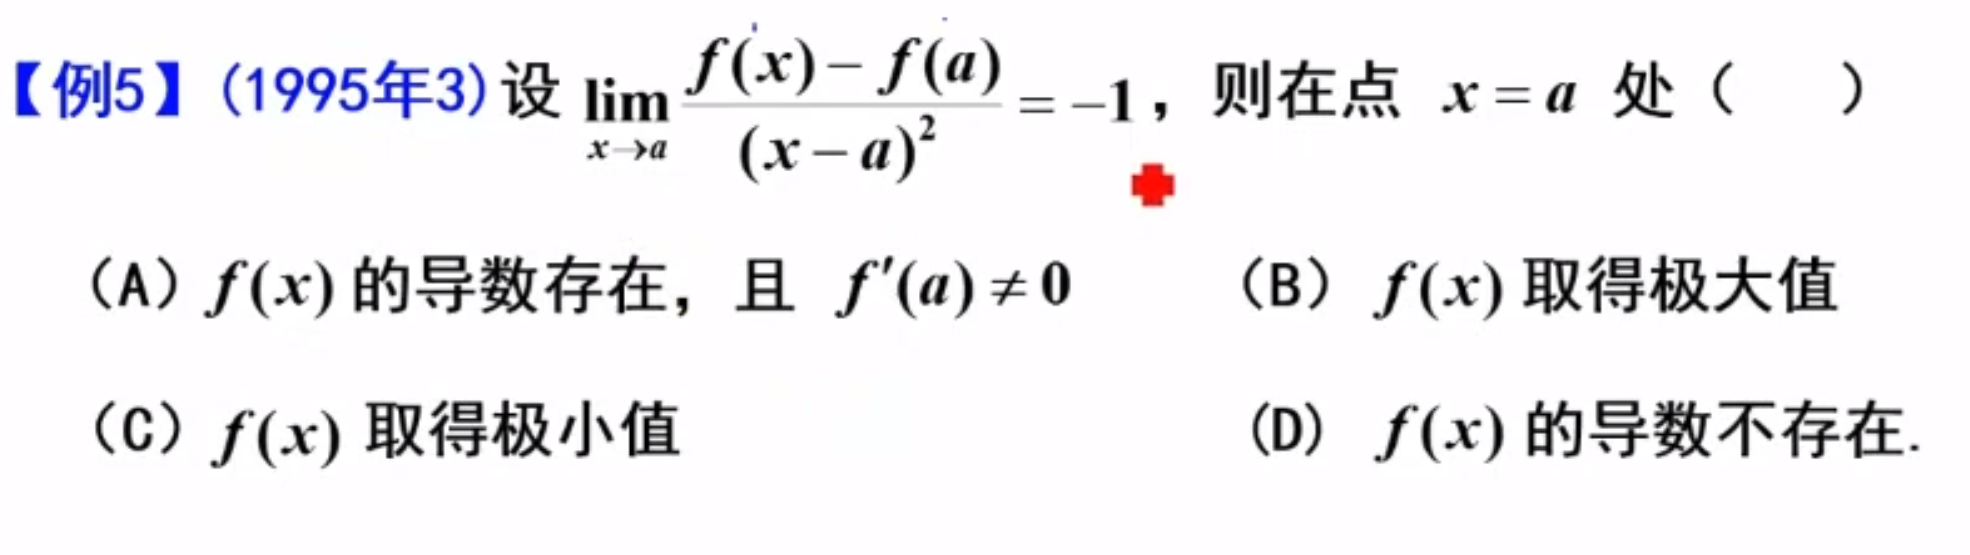 【例5】(1995年3)设 $\lim_{x \to a} \frac{f(x)-f(a)}{(x-a)^2} = -1$，则在点 $x=a$ 处（ ）
（A）$f(x)$ 的导数存在，且 $f'(a) \neq 0$ （B）$f(x)$ 取得极大值
（C）$f(x)$ 取得极小值 （D）$f(x)$ 的导数不存在.